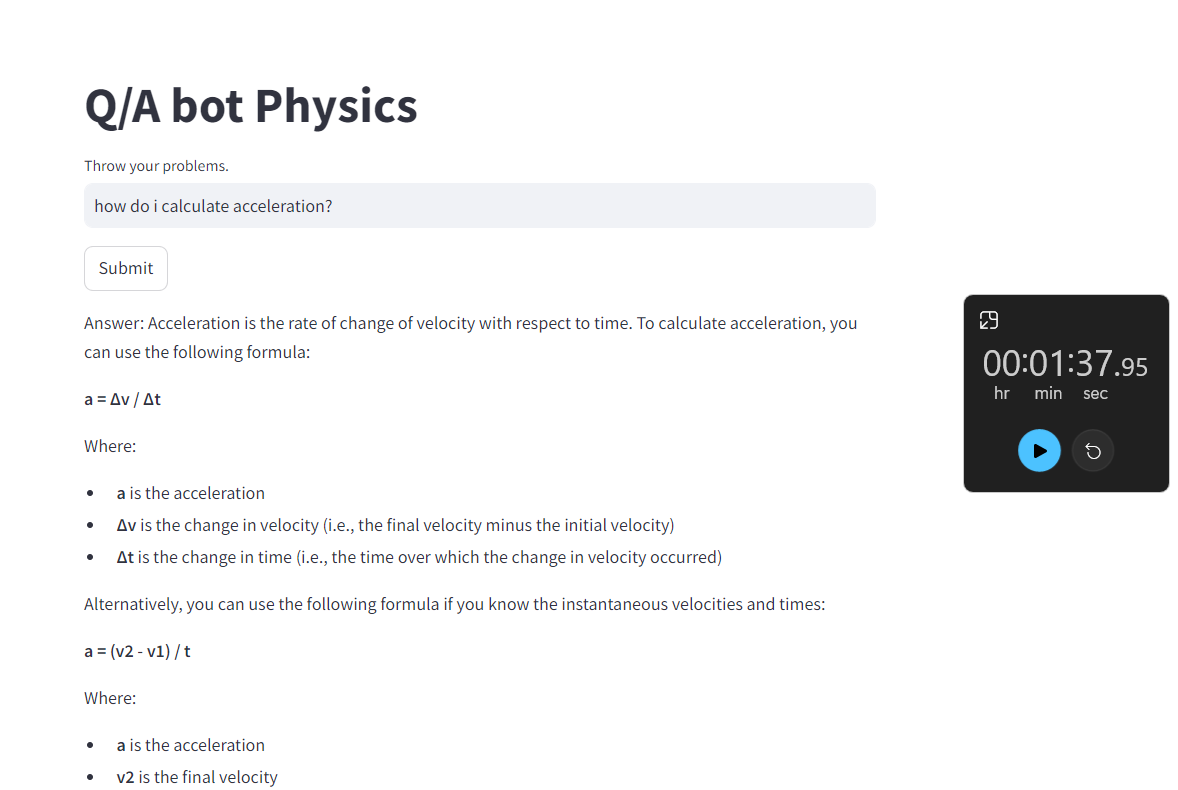 Q/A bot Physics
Throw your problems.
how do i calculate acceleration?
Submit
Answer: Acceleration is the rate of change of velocity with respect to time. To calculate acceleration, you
can use the following formula:
a = Δv / Δt
Where:
• a is the acceleration
• Δv is the change in velocity (i.e., the final velocity minus the initial velocity)
• Δt is the change in time (i.e., the time over which the change in velocity occurred)
Alternatively, you can use the following formula if you know the instantaneous velocities and times:
a = (v2 - v1) / t
Where:
• a is the acceleration
• v2 is the final velocity
00:01:37.95
hr min sec